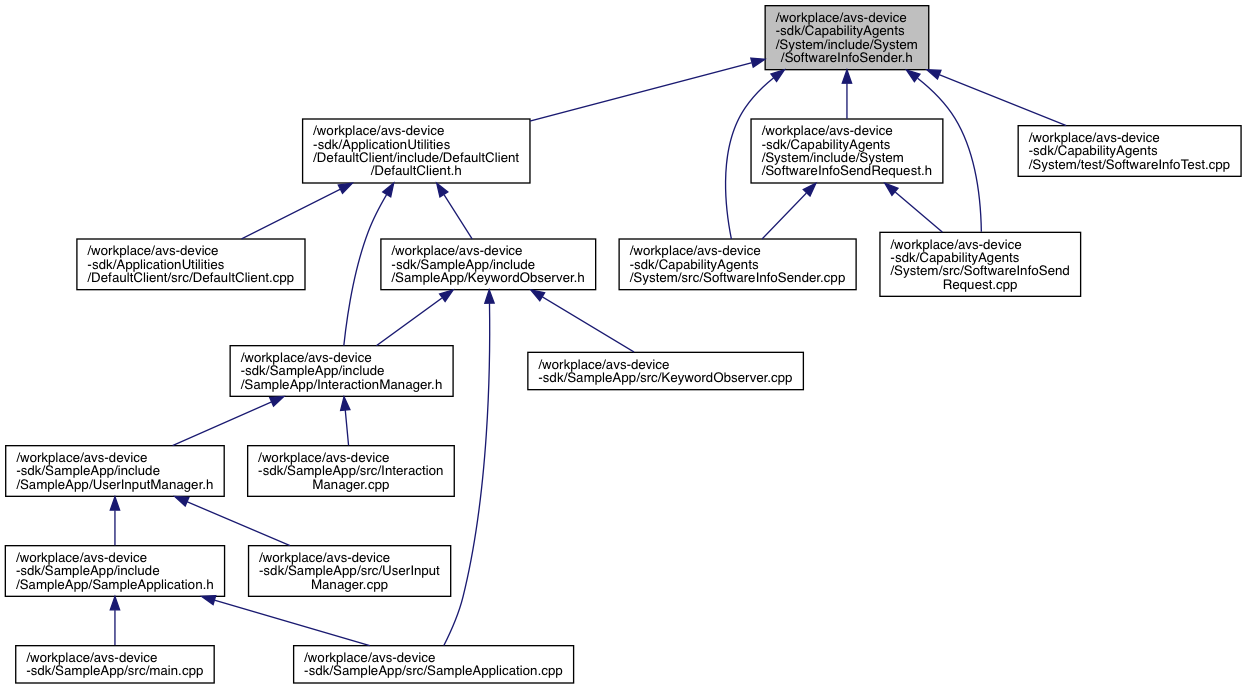 /workplace/avs-device
-sdk/CapabilityAgents
/System/include/System
/SoftwareInfoSender.h
/workplace/avs-device
-sdk/ApplicationUtilities
/DefaultClient/include/DefaultClient
/DefaultClient.h
/workplace/avs-device
-sdk/CapabilityAgents
/System/include/System
/SoftwareInfoSendRequest.h
/workplace/avs-device
-sdk/CapabilityAgents
/System/test/SoftwareInfoTest.cpp
/workplace/avs-device
-sdk/ApplicationUtilities
/DefaultClient/src/DefaultClient.cpp
/workplace/avs-device
-sdk/SampleApp/include
/SampleApp/KeywordObserver.h
/workplace/avs-device
-sdk/CapabilityAgents
/System/src/SoftwareInfoSender.cpp
/workplace/avs-device
-sdk/CapabilityAgents
/System/src/SoftwareInfoSend
Request.cpp
/workplace/avs-device
-sdk/SampleApp/include
/SampleApp/InteractionManager.h
/workplace/avs-device
-sdk/SampleApp/src/KeywordObserver.cpp
/workplace/avs-device
-sdk/SampleApp/include
/SampleApp/UserInputManager.h
/workplace/avs-device
-sdk/SampleApp/src/Interaction
Manager.cpp
/workplace/avs-device
-sdk/SampleApp/include
/SampleApp/SampleApplication.h
/workplace/avs-device
-sdk/SampleApp/src/UserInput
Manager.cpp
/workplace/avs-device
-sdk/SampleApp/src/main.cpp
/workplace/avs-device
-sdk/SampleApp/src/SampleApplication.cpp